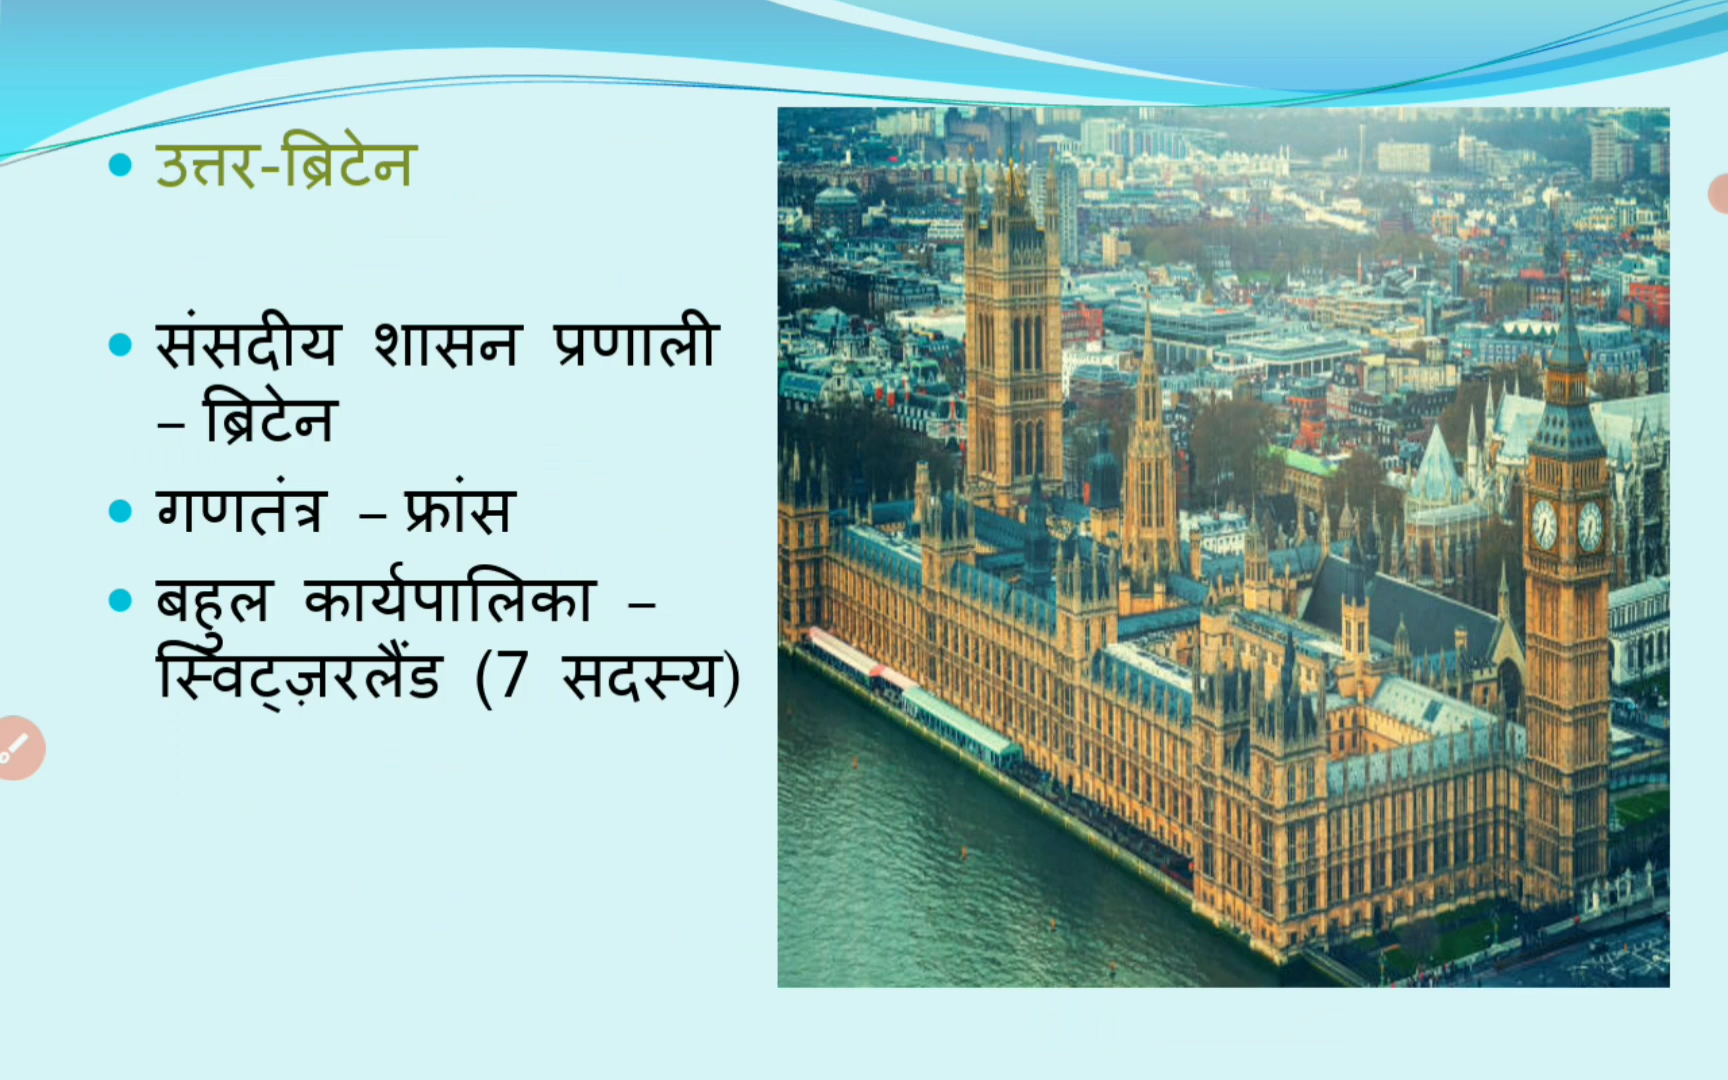 उत्तर-ब्रिटेन
संसदीय शासन प्रणाली
– ब्रिटेन
गणतंत्र – फ्रांस
बहुल कार्यपालिका –
स्विट्ज़रलैंड (7 सदस्य)